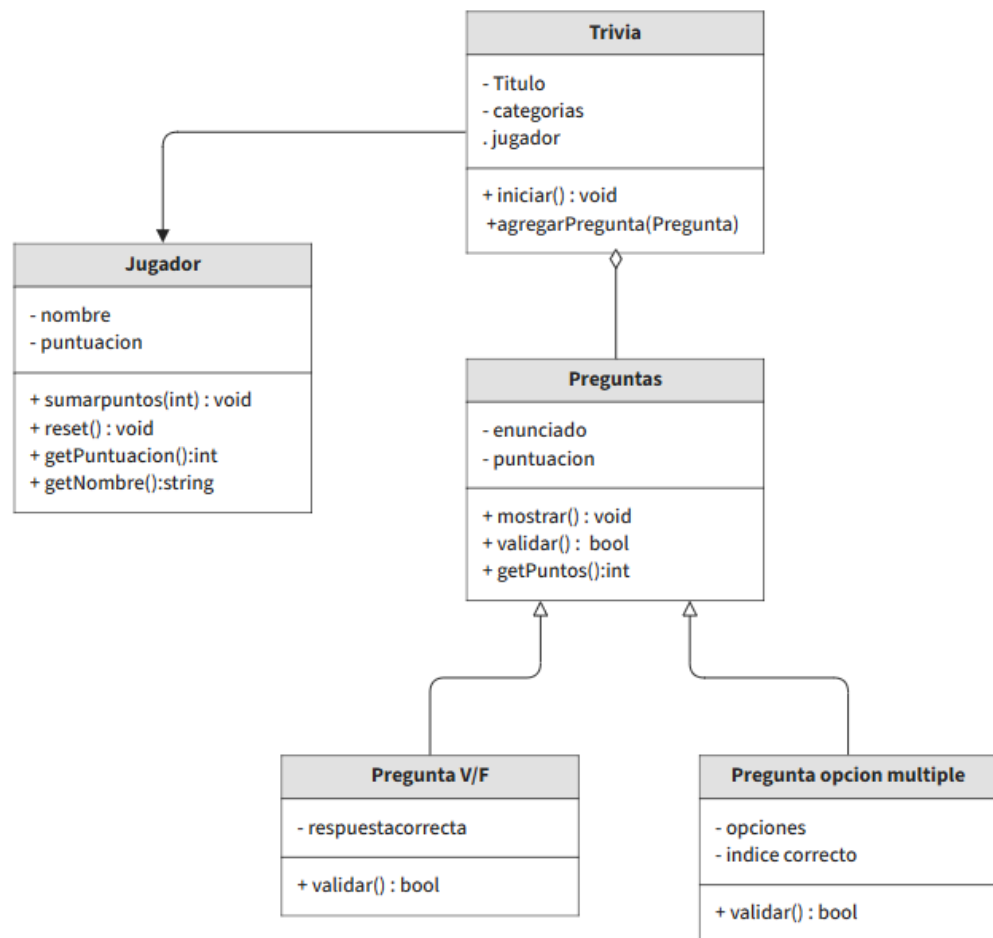 Trivia
- Titulo
- categorias
. jugador
+ iniciar() : void
+agregarPregunta(Pregunta)
Jugador
- nombre
- puntuacion
+ sumarpuntos(int) : void
+ reset() : void
+ getPuntuacion():int
+ getNombre():string
Preguntas
- enunciado
- puntuacion
+ mostrar() : void
+ validar() :  bool
+ getPuntos():int
Pregunta V/F
- respuestacorrecta
+ validar() : bool
Pregunta opcion multiple
- opciones
- indice correcto
+ validar() : bool